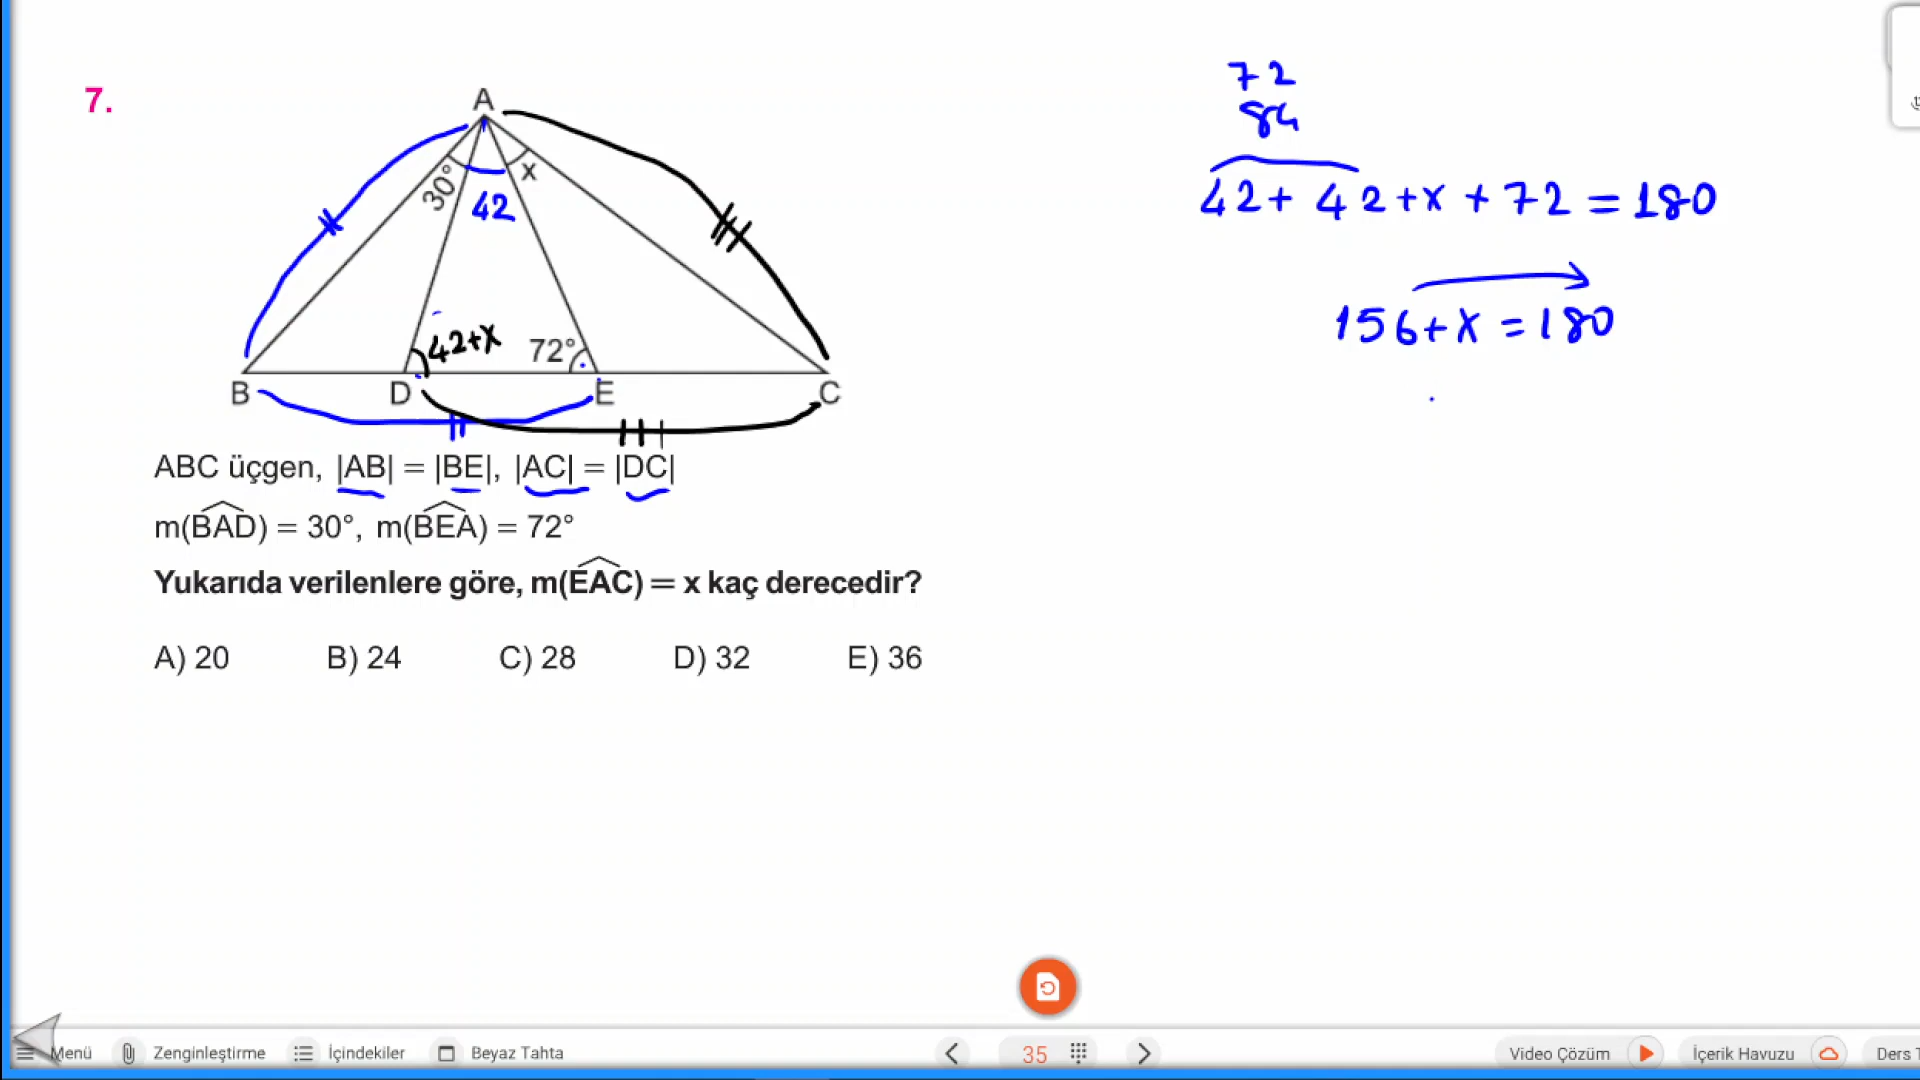 7.
A
30°
x
42
42+x
72°
B
D
E
C
ABC üçgen, |AB| = |BE|, |AC| = |DC|
m(BAD) = 30°, m(BEA) = 72°
Yukarıda verilenlere göre, m(EAC) = x kaç derecedir?
A) 20 B) 24 C) 28 D) 32 E) 36
72
84
42+ 42+x + 72 = 180
156+x = 180
Menü Zenginleştirme İçindekiler Beyaz Tahta 35 Video Çözüm İçerik Havuzu Ders